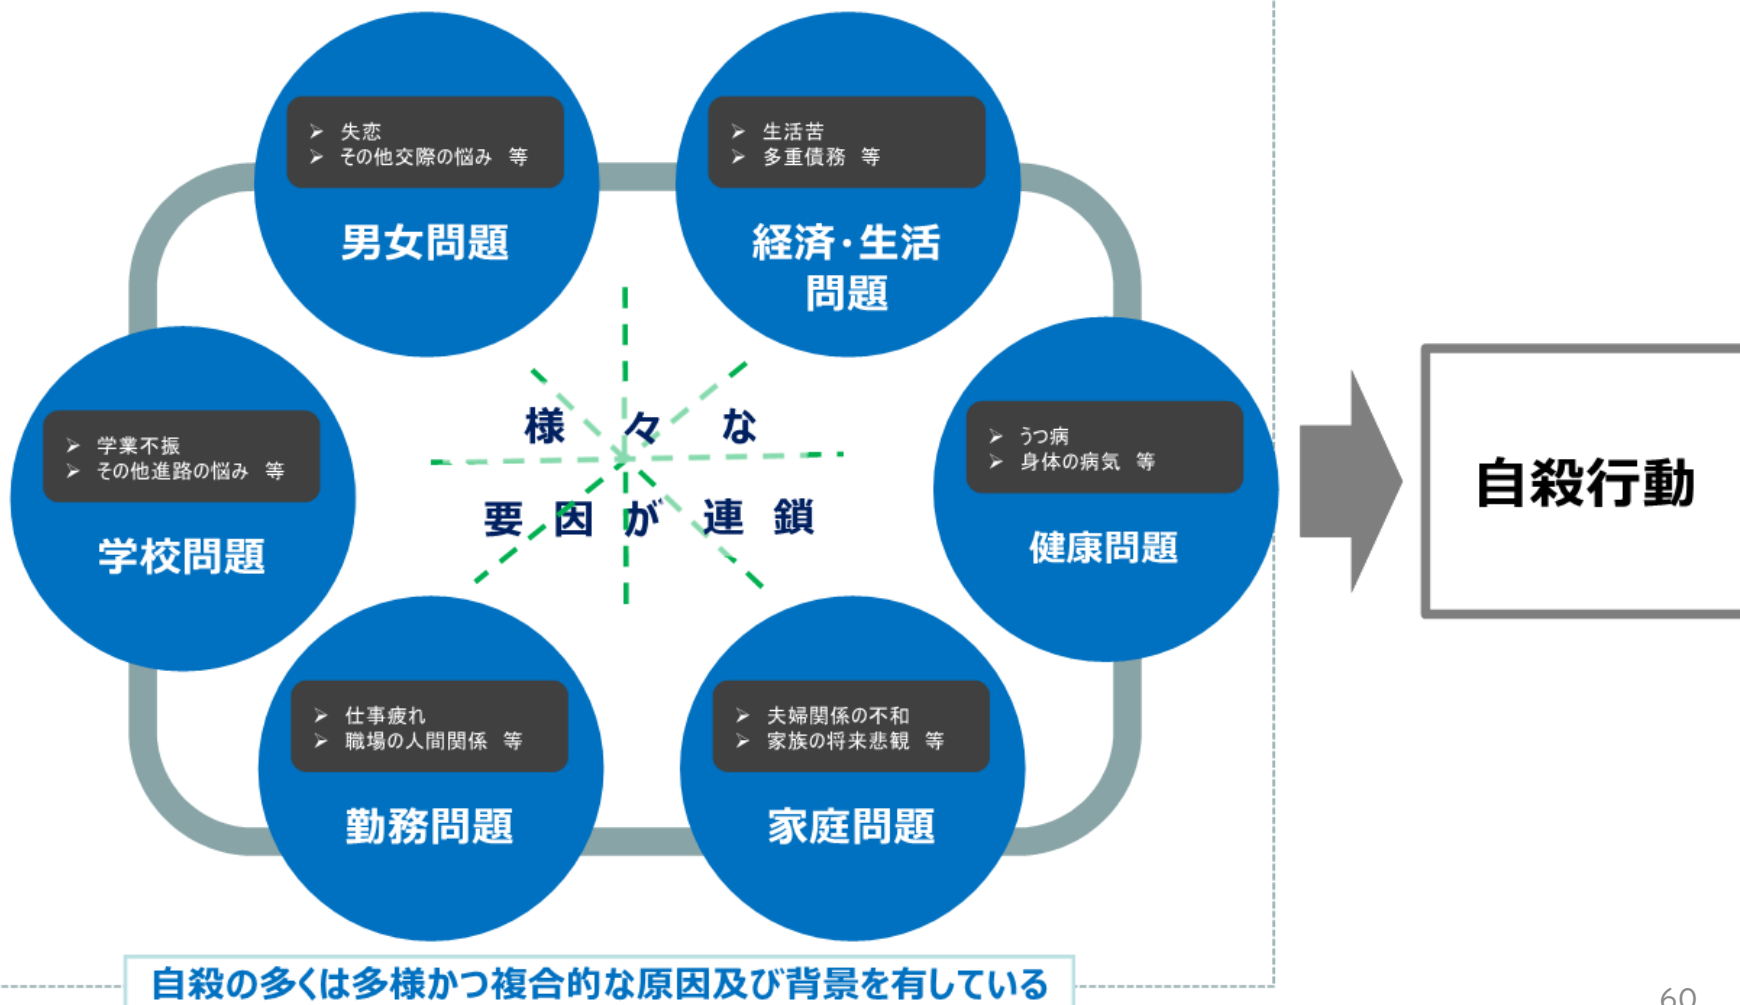 ➢ 失恋
➢ その他交際の悩み 等
男女問題
➢ 生活苦
➢ 多重債務 等
経済・生活
問題
➢ 学業不振
➢ その他進路の悩み 等
学校問題
様々な
要因が連鎖
➢ うつ病
➢ 身体の病気 等
健康問題
自殺行動
➢ 仕事疲れ
➢ 職場の人間関係 等
勤務問題
➢ 夫婦関係の不和
➢ 家族の将来悲観 等
家庭問題
自殺の多くは多様かつ複合的な原因及び背景を有している
60